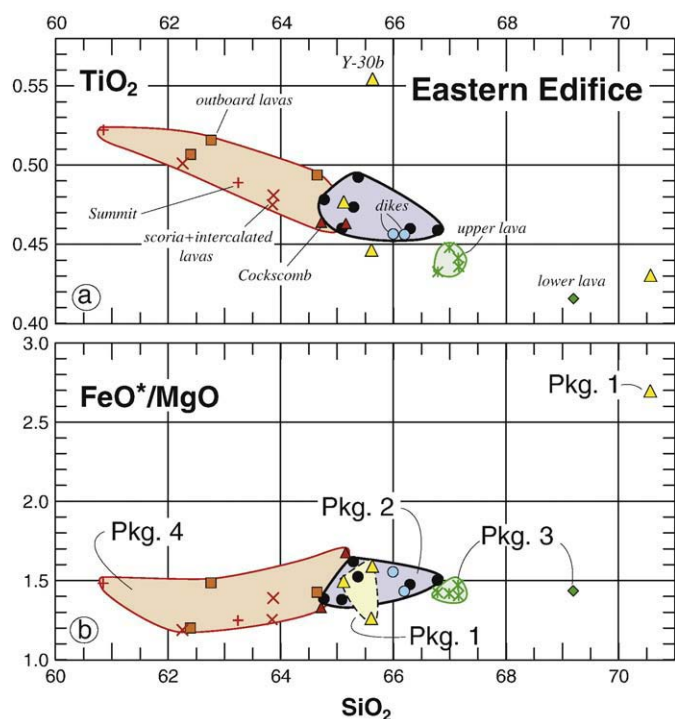 60 62 64 66 68 70
TiO2 Y-30b Eastern Edifice
0.55
outboard lavas
0.50
Summit
dikes
scoria+intercalated lavas
upper lava
0.45
Cockscomb
lower lava
a
0.40
3.0
FeO*/MgO
Pkg. 1
2.5
2.0
Pkg. 2
Pkg. 4
Pkg. 3
1.5
b
Pkg. 1
1.0
60 62 64 66 68 70
SiO2